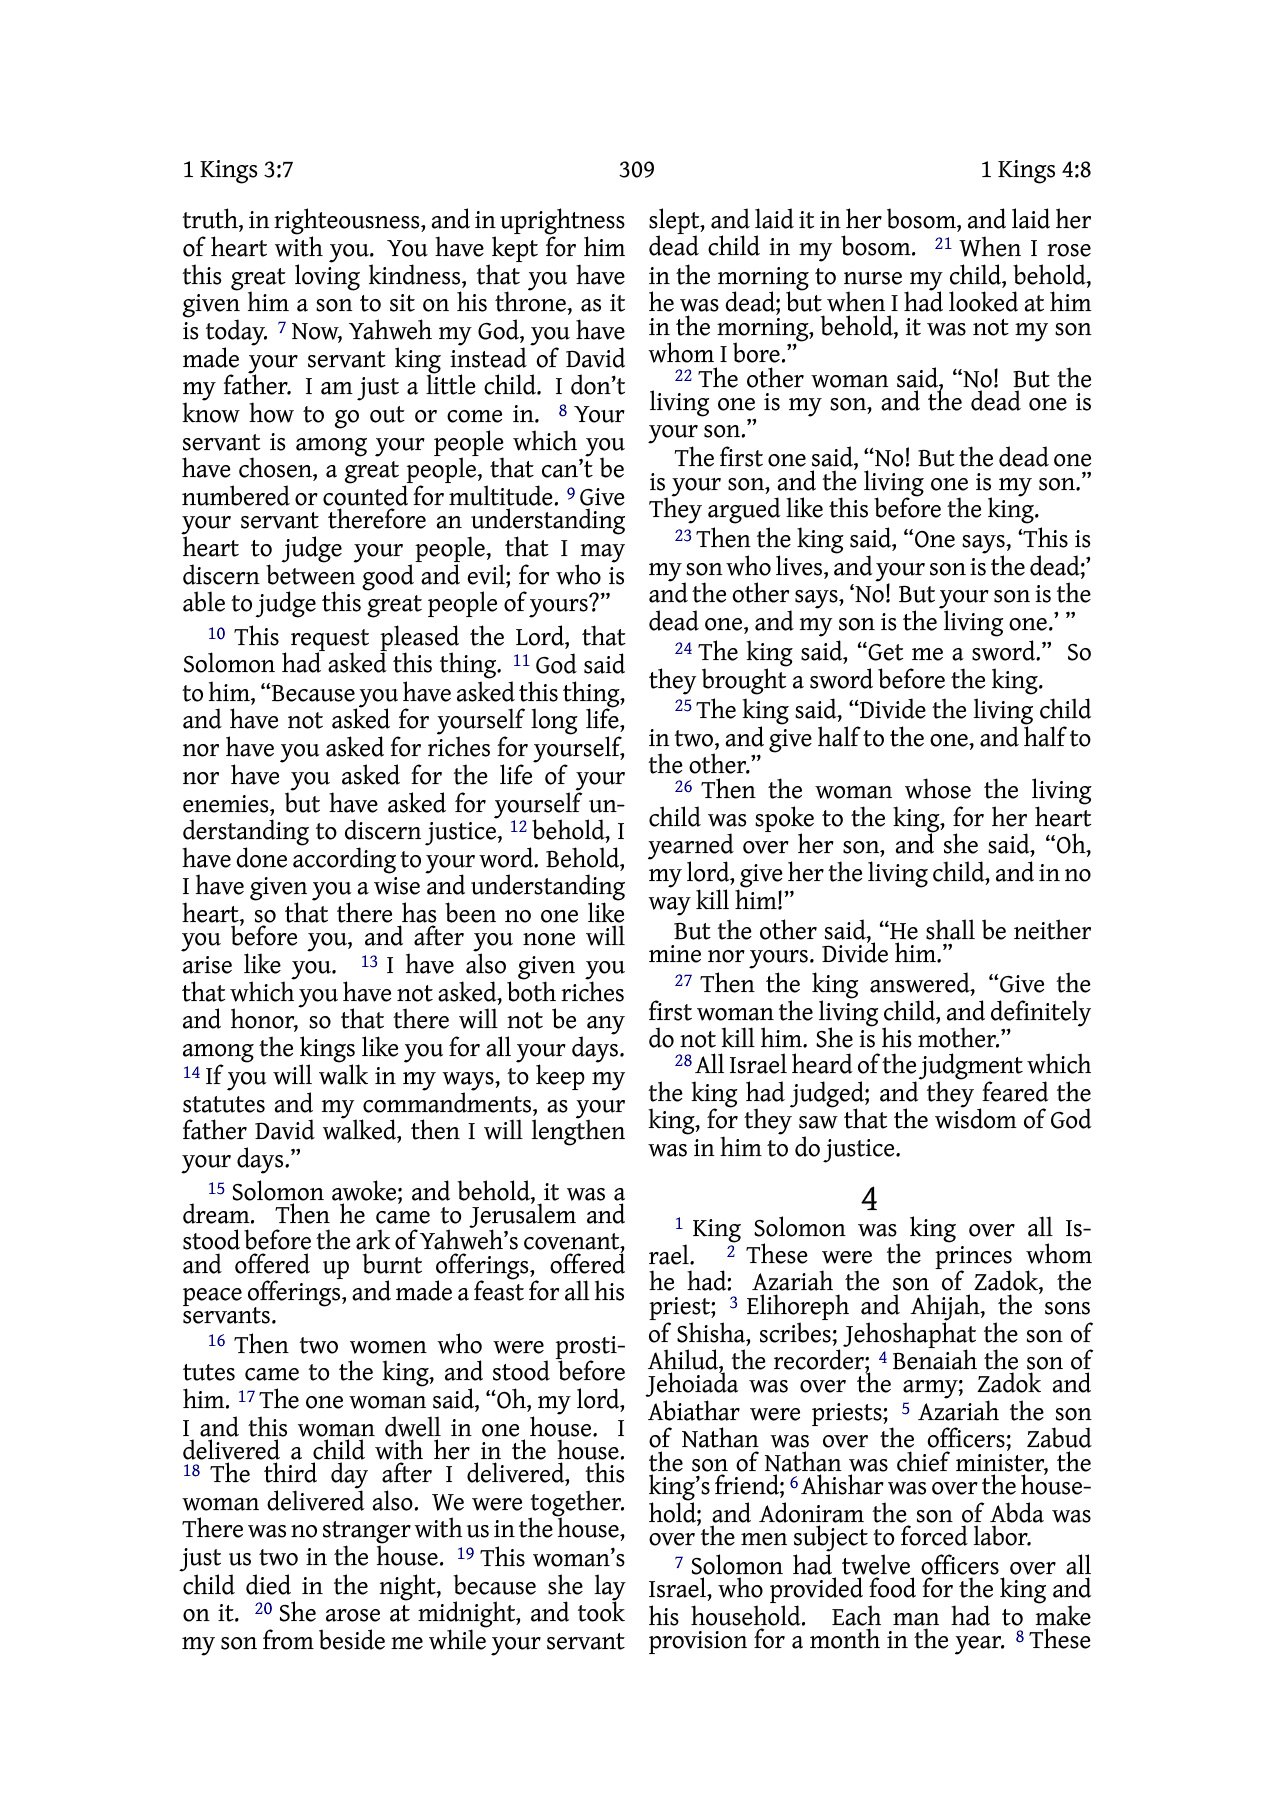 1 Kings 3:7 309 1 Kings 4:8
truth, in righteousness, and in uprightness
of heart with you. You have kept for him
this great loving kindness, that you have
given him a son to sit on his throne, as it
is today. 7 Now, Yahweh my God, you have
made your servant king instead of David
my father. I am just a little child. I don’t
know how to go out or come in. 8 Your
servant is among your people which you
have chosen, a great people, that can’t be
numbered or counted for multitude. 9 Give
your servant therefore an understanding
heart to judge your people, that I may
discern between good and evil; for who is
able to judge this great people of yours?”
10 This request pleased the Lord, that
Solomon had asked this thing. 11 God said
to him, “Because you have asked this thing,
and have not asked for yourself long life,
nor have you asked for riches for yourself,
nor have you asked for the life of your
enemies, but have asked for yourself un-
derstanding to discern justice, 12 behold, I
have done according to your word. Behold,
I have given you a wise and understanding
heart, so that there has been no one like
you before you, and after you none will
arise like you. 13 I have also given you
that which you have not asked, both riches
and honor, so that there will not be any
among the kings like you for all your days.
14 If you will walk in my ways, to keep my
statutes and my commandments, as your
father David walked, then I will lengthen
your days.”
15 Solomon awoke; and behold, it was a
dream. Then he came to Jerusalem and
stood before the ark of Yahweh’s covenant,
and offered up burnt offerings, offered
peace offerings, and made a feast for all his
servants.
16 Then two women who were prosti-
tutes came to the king, and stood before
him. 17 The one woman said, “Oh, my lord,
I and this woman dwell in one house. I
delivered a child with her in the house.
18 The third day after I delivered, this
woman delivered also. We were together.
There was no stranger with us in the house,
just us two in the house. 19 This woman’s
child died in the night, because she lay
on it. 20 She arose at midnight, and took
my son from beside me while your servant
slept, and laid it in her bosom, and laid her
dead child in my bosom. 21 When I rose
in the morning to nurse my child, behold,
he was dead; but when I had looked at him
in the morning, behold, it was not my son
whom I bore.”
22 The other woman said, “No! But the
living one is my son, and the dead one is
your son.”
The first one said, “No! But the dead one
is your son, and the living one is my son.”
They argued like this before the king.
23 Then the king said, “One says, ‘This is
my son who lives, and your son is the dead;’
and the other says, ‘No! But your son is the
dead one, and my son is the living one.’ ”
24 The king said, “Get me a sword.” So
they brought a sword before the king.
25 The king said, “Divide the living child
in two, and give half to the one, and half to
the other.”
26 Then the woman whose the living
child was spoke to the king, for her heart
yearned over her son, and she said, “Oh,
my lord, give her the living child, and in no
way kill him!”
But the other said, “He shall be neither
mine nor yours. Divide him.”
27 Then the king answered, “Give the
first woman the living child, and definitely
do not kill him. She is his mother.”
28 All Israel heard of the judgment which
the king had judged; and they feared the
king, for they saw that the wisdom of God
was in him to do justice.
4
1 King Solomon was king over all Is-
rael. 2 These were the princes whom
he had: Azariah the son of Zadok, the
priest; 3 Elihoreph and Ahijah, the sons
of Shisha, scribes; Jehoshaphat the son of
Ahilud, the recorder; 4 Benaiah the son of
Jehoiada was over the army; Zadok and
Abiathar were priests; 5 Azariah the son
of Nathan was over the officers; Zabud
the son of Nathan was chief minister, the
king’s friend; 6 Ahishar was over the house-
hold; and Adoniram the son of Abda was
over the men subject to forced labor.
7 Solomon had twelve officers over all
Israel, who provided food for the king and
his household. Each man had to make
provision for a month in the year. 8 These